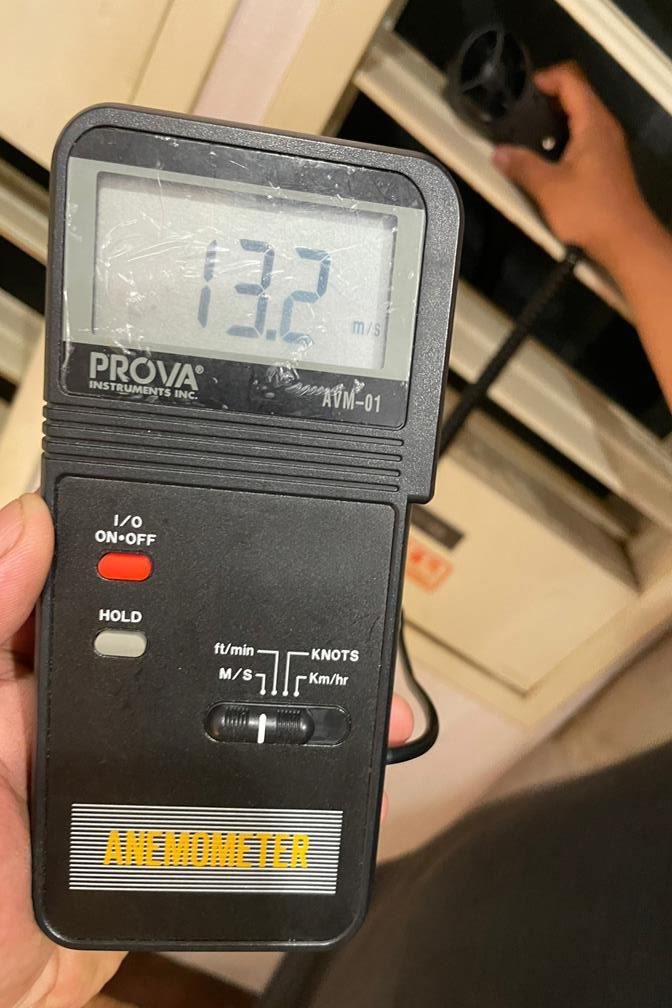 13.2
m/s
PROVA®
INSTRUMENTS INC.
AVM-01
I/O
ON•OFF
HOLD
ft/min KNOTS
M/S Km/hr
ANEMOMETER